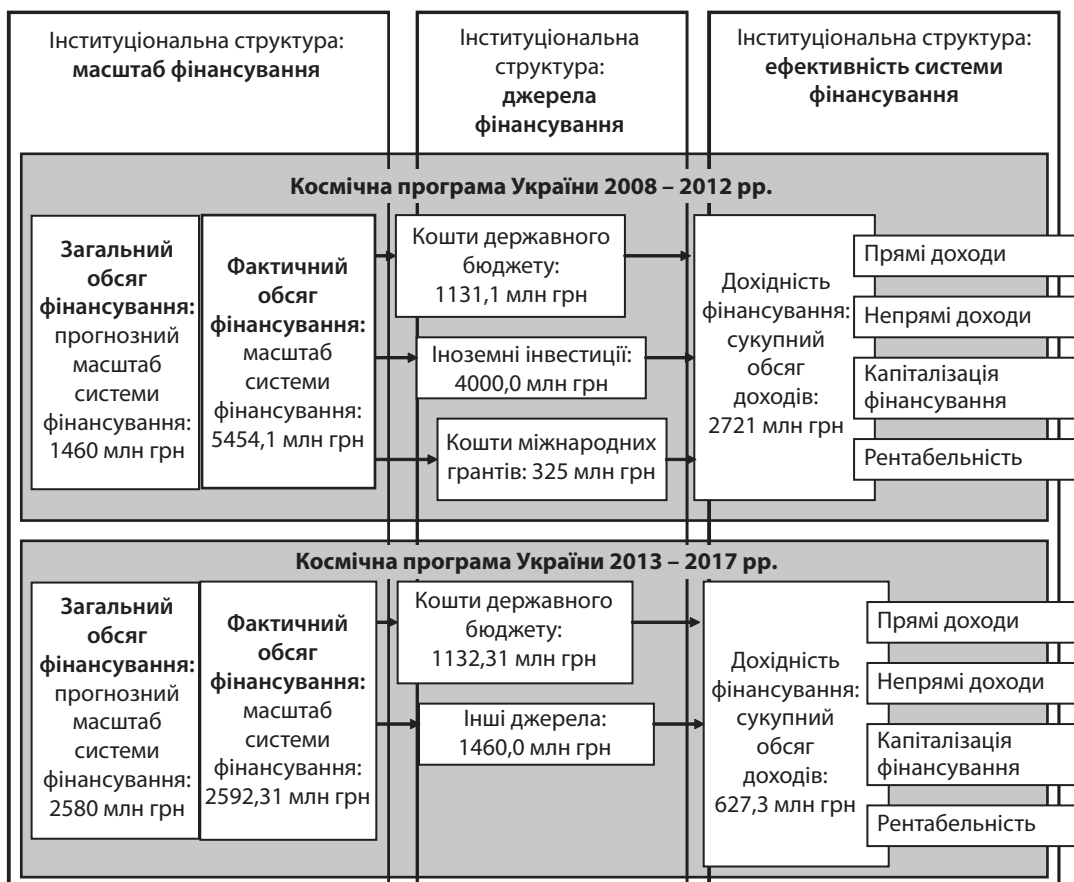 Інституціональна структура:
масштаб фінансування
Інституціональна
структура:
джерела
фінансування
Інституціональна структура:
ефективність системи
фінансування
Космічна програма України 2008 – 2012 рр.
Загальний
обсяг
фінансування:
прогнозний
масштаб
системи
фінансування:
1460 млн грн
Фактичний
обсяг
фінансування:
масштаб
системи
фінансування:
5454,1 млн грн
Кошти державного
бюджету:
1131,1 млн грн
Іноземні інвестиції:
4000,0 млн грн
Кошти міжнародних
грантів: 325 млн грн
Дохідність
фінансування:
сукупний
обсяг
доходів:
2721 млн грн
Прямі доходи
Непрямі доходи
Капіталізація
фінансування
Рентабельність
Космічна програма України 2013 – 2017 рр.
Загальний
обсяг
фінансування:
прогнозний
масштаб
системи
фінансування:
2580 млн грн
Фактичний
обсяг
фінансування:
масштаб
системи
фінансування:
2592,31 млн грн
Кошти державного
бюджету:
1132,31 млн грн
Інші джерела:
1460,0 млн грн
Дохідність
фінансування:
сукупний
обсяг
доходів:
627,3 млн грн
Прямі доходи
Непрямі доходи
Капіталізація
фінансування
Рентабельність